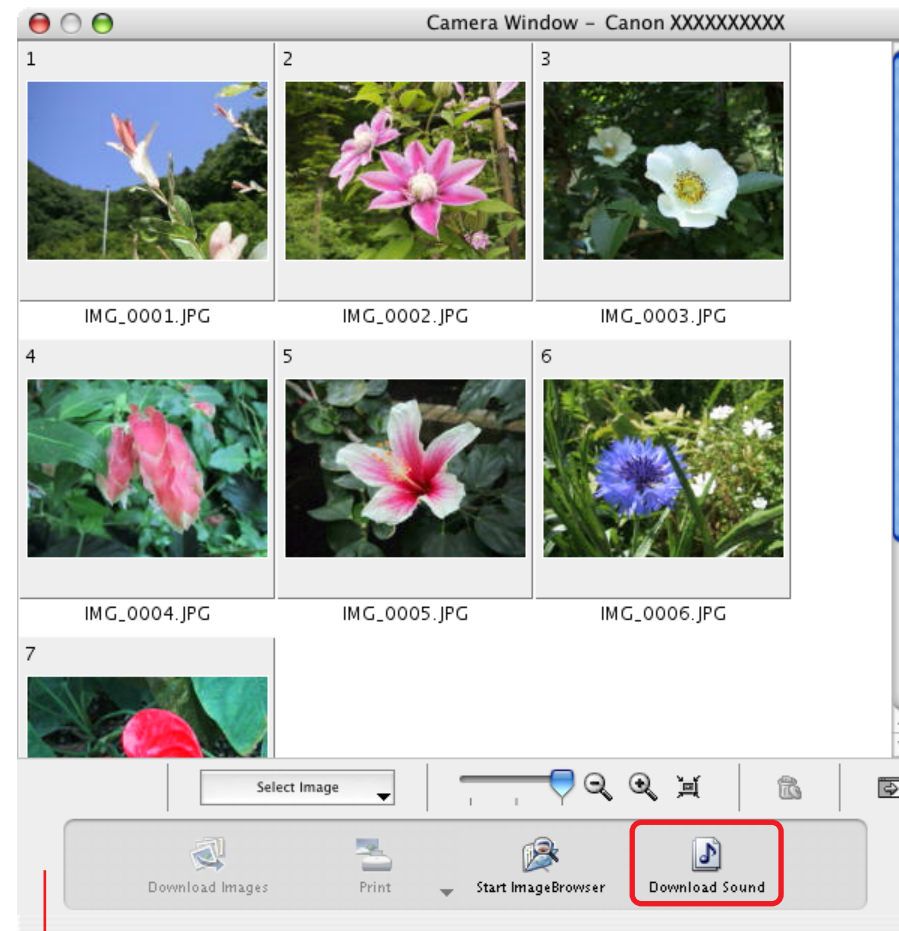 Camera Window – Canon XXXXXXXXXX
1 2 3
IMG_0001.JPG IMG_0002.JPG IMG_0003.JPG
4 5 6
IMG_0004.JPG IMG_0005.JPG IMG_0006.JPG
7
Select Image
Download Images Print Start ImageBrowser Download Sound